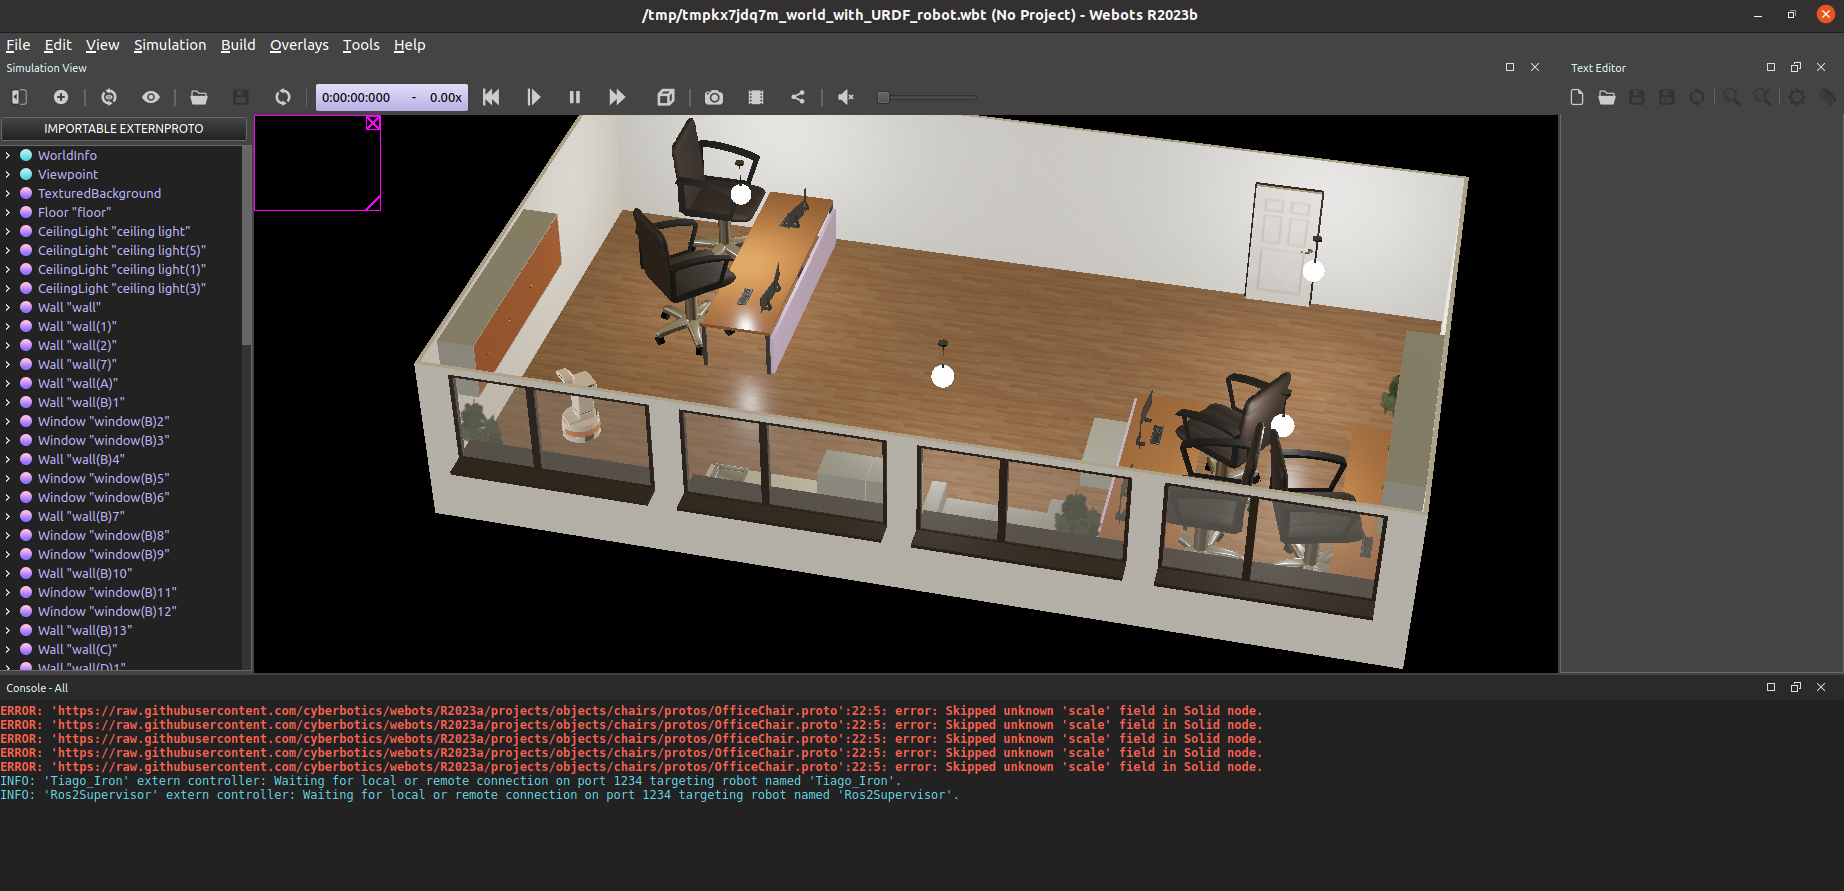 /tmp/tmpkx7jdq7m_world_with_URDF_robot.wbt (No Project) - Webots R2023b
File Edit View Simulation Build Overlays Tools Help
Simulation View
Text Editor
0:00:00:000 - 0.00x
IMPORTABLE EXTERNPROTO
WorldInfo
Viewpoint
TexturedBackground
Floor "floor"
CeilingLight "ceiling light"
CeilingLight "ceiling light(5)"
CeilingLight "ceiling light(1)"
CeilingLight "ceiling light(3)"
Wall "wall"
Wall "wall(1)"
Wall "wall(2)"
Wall "wall(7)"
Wall "wall(A)"
Wall "wall(B)1"
Window "window(B)2"
Window "window(B)3"
Wall "wall(B)4"
Window "window(B)5"
Window "window(B)6"
Wall "wall(B)7"
Window "window(B)8"
Window "window(B)9"
Wall "wall(B)10"
Window "window(B)11"
Window "window(B)12"
Wall "wall(B)13"
Wall "wall(C)"
Wall "wall(D)1"
Console - All
ERROR: 'https://raw.githubusercontent.com/cyberbotics/webots/R2023a/projects/objects/chairs/protos/OfficeChair.proto':22:5: error: Skipped unknown 'scale' field in Solid node.
ERROR: 'https://raw.githubusercontent.com/cyberbotics/webots/R2023a/projects/objects/chairs/protos/OfficeChair.proto':22:5: error: Skipped unknown 'scale' field in Solid node.
ERROR: 'https://raw.githubusercontent.com/cyberbotics/webots/R2023a/projects/objects/chairs/protos/OfficeChair.proto':22:5: error: Skipped unknown 'scale' field in Solid node.
ERROR: 'https://raw.githubusercontent.com/cyberbotics/webots/R2023a/projects/objects/chairs/protos/OfficeChair.proto':22:5: error: Skipped unknown 'scale' field in Solid node.
ERROR: 'https://raw.githubusercontent.com/cyberbotics/webots/R2023a/projects/objects/chairs/protos/OfficeChair.proto':22:5: error: Skipped unknown 'scale' field in Solid node.
INFO: 'Tiago_Iron' extern controller: Waiting for local or remote connection on port 1234 targeting robot named 'Tiago_Iron'.
INFO: 'Ros2Supervisor' extern controller: Waiting for local or remote connection on port 1234 targeting robot named 'Ros2Supervisor'.